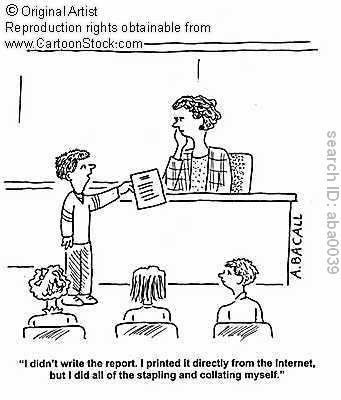 © Original Artist
Reproduction rights obtainable from
www.CartoonStock.com
search ID: aba0039
A.BACALL
"I didn't write the report. I printed it directly from the Internet,
but I did all of the stapling and collating myself."